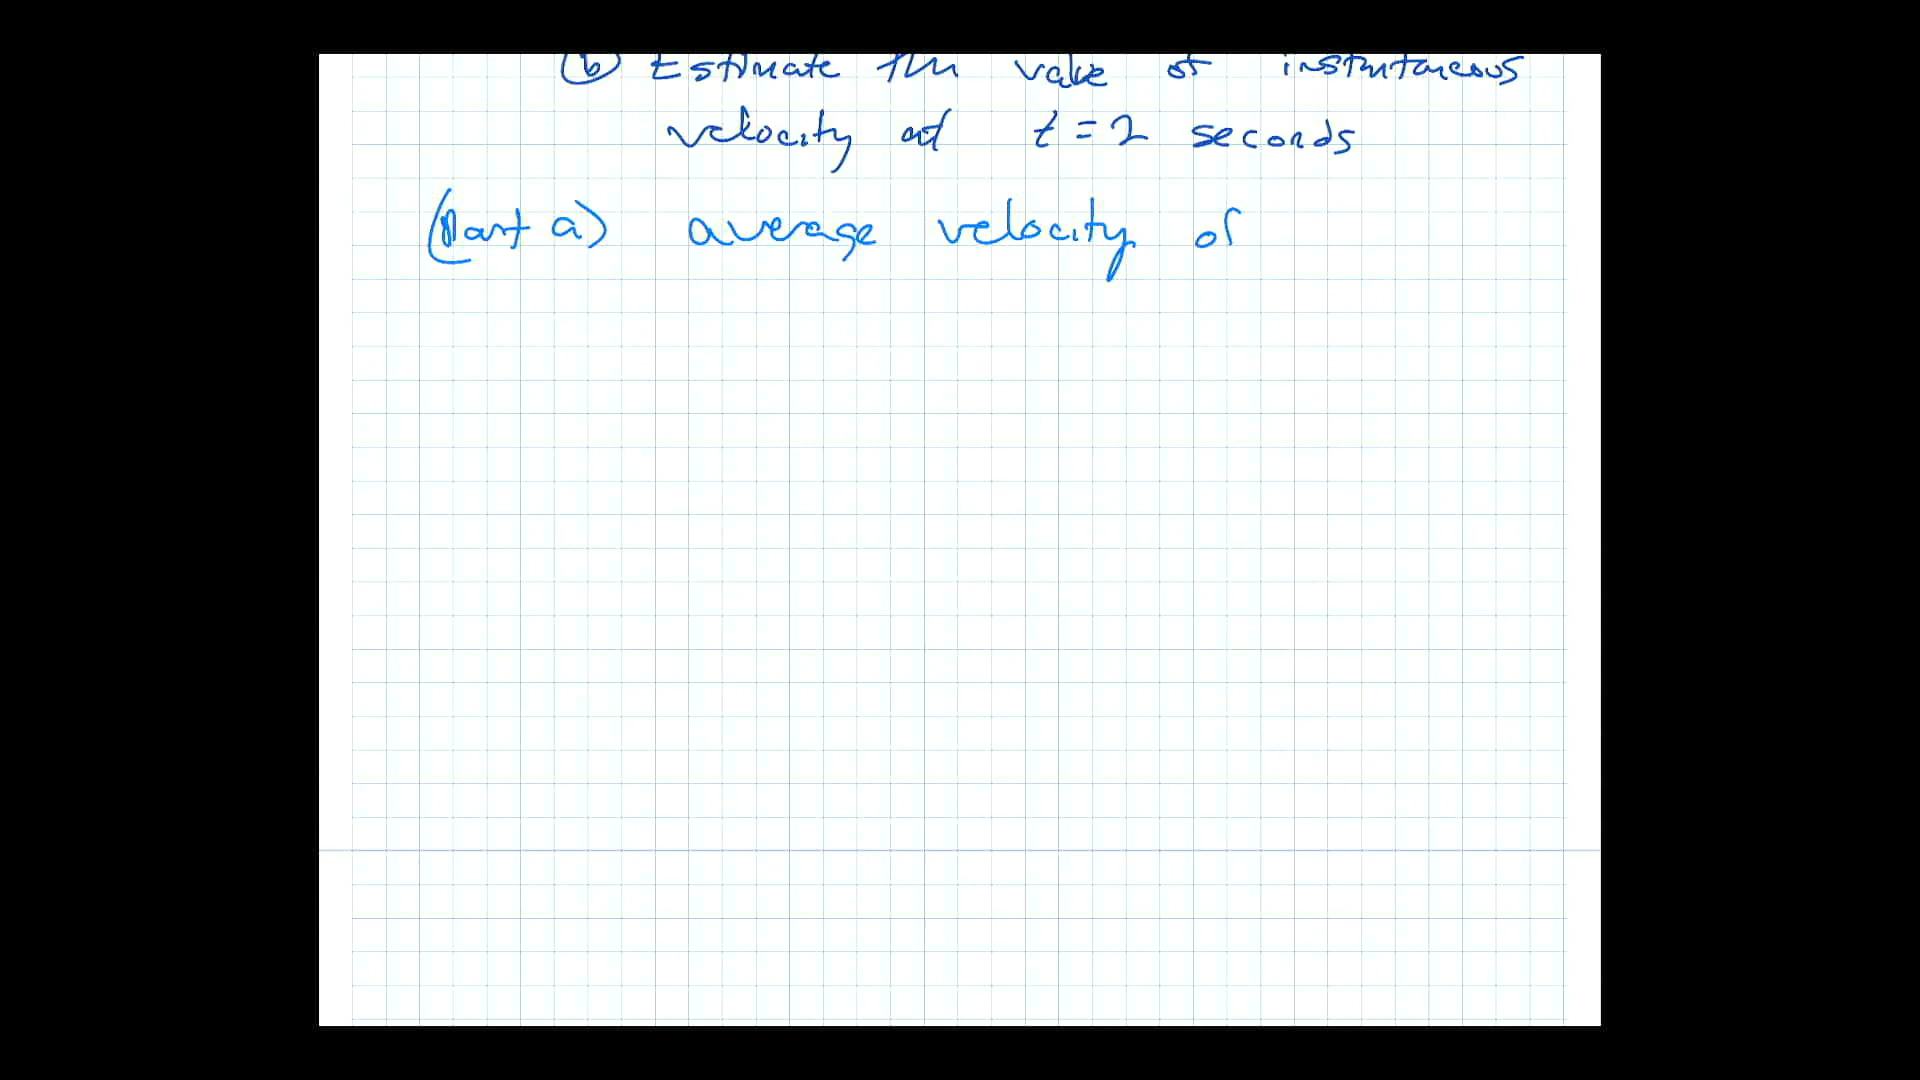 (b) Estimate the value of instantaneous
velocity at t = 2 seconds
(Part a) average velocity of